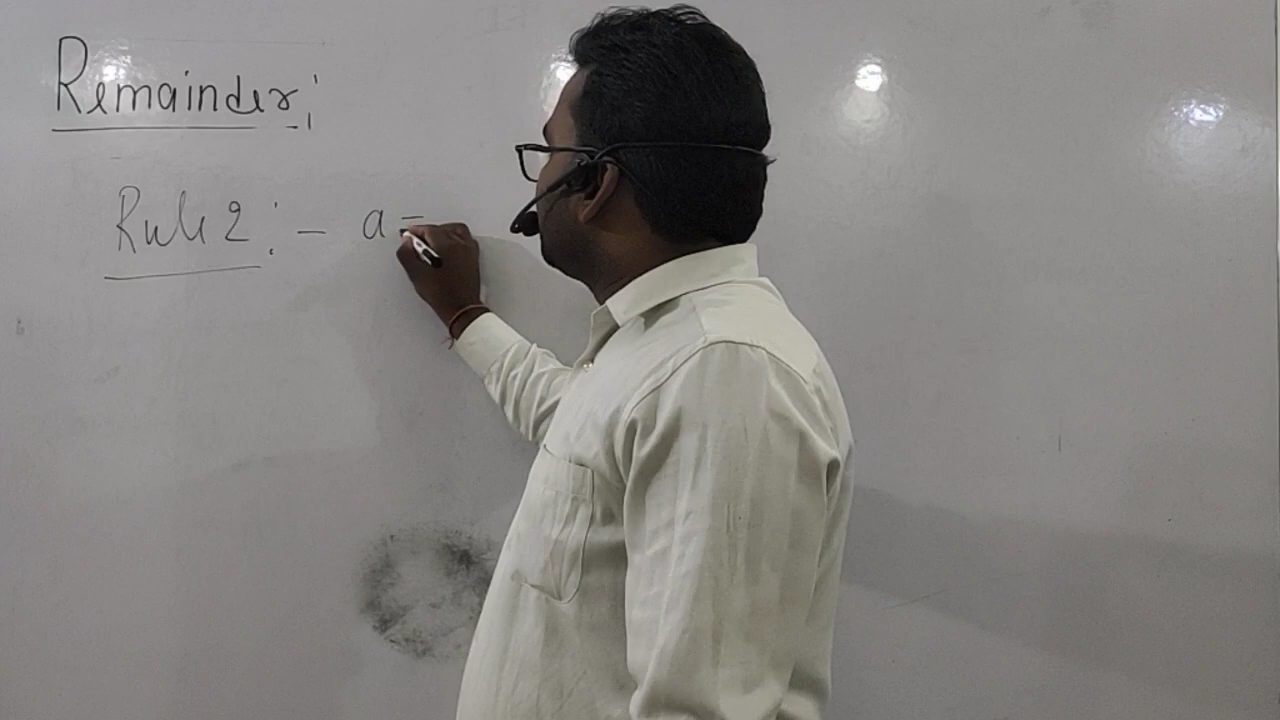 Remainder :-
Rule 2 :- a =